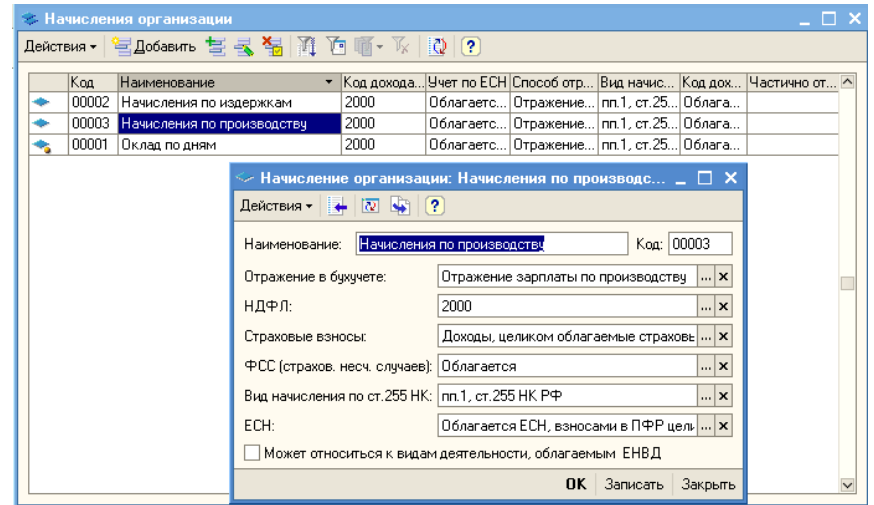 Начисления организации
Действия Добавить
Код Наименование Код дохода... Учет по ЕСН Способ отр... Вид начис... Код дох... Частично от...
00002 Начисления по издержкам 2000 Облагаетс... Отражение... пп.1, ст.25... Облага...
00003 Начисления по производству 2000 Облагаетс... Отражение... пп.1, ст.25... Облага...
00001 Оклад по дням 2000 Облагаетс... Отражение... пп.1, ст.25... Облага...
Начисление организации: Начисления по производс...
Действия
Наименование: Начисления по производству Код: 00003
Отражение в бухучете: Отражение зарплаты по производству ...
НДФЛ: 2000 ...
Страховые взносы: Доходы, целиком облагаемые страховы ...
ФСС (страхов. несч. случаев): Облагается ...
Вид начисления по ст.255 НК: пп.1, ст.255 НК РФ ...
ЕСН: Облагается ЕСН, взносами в ПФР цели ...
Может относиться к видам деятельности, облагаемым ЕНВД
OK Записать Закрыть